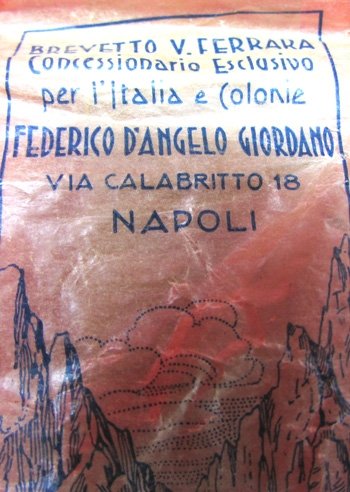 BREVETTO V. FERRARA
Concessionario Esclusivo
per l'Italia e Colonie
FEDERICO D'ANGELO GIORDANO
VIA CALABRITTO 18
NAPOLI